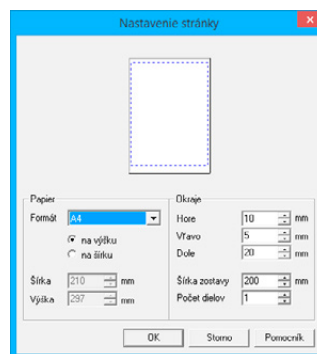 Nastavenie stránky
Papier
Formát A4
na výšku
na šírku
Šírka 210 mm
Výška 297 mm
Okraje
Hore 10 mm
Vľavo 5 mm
Dole 20 mm
Šírka zostavy 200 mm
Počet dielov 1
OK Storno Pomocník